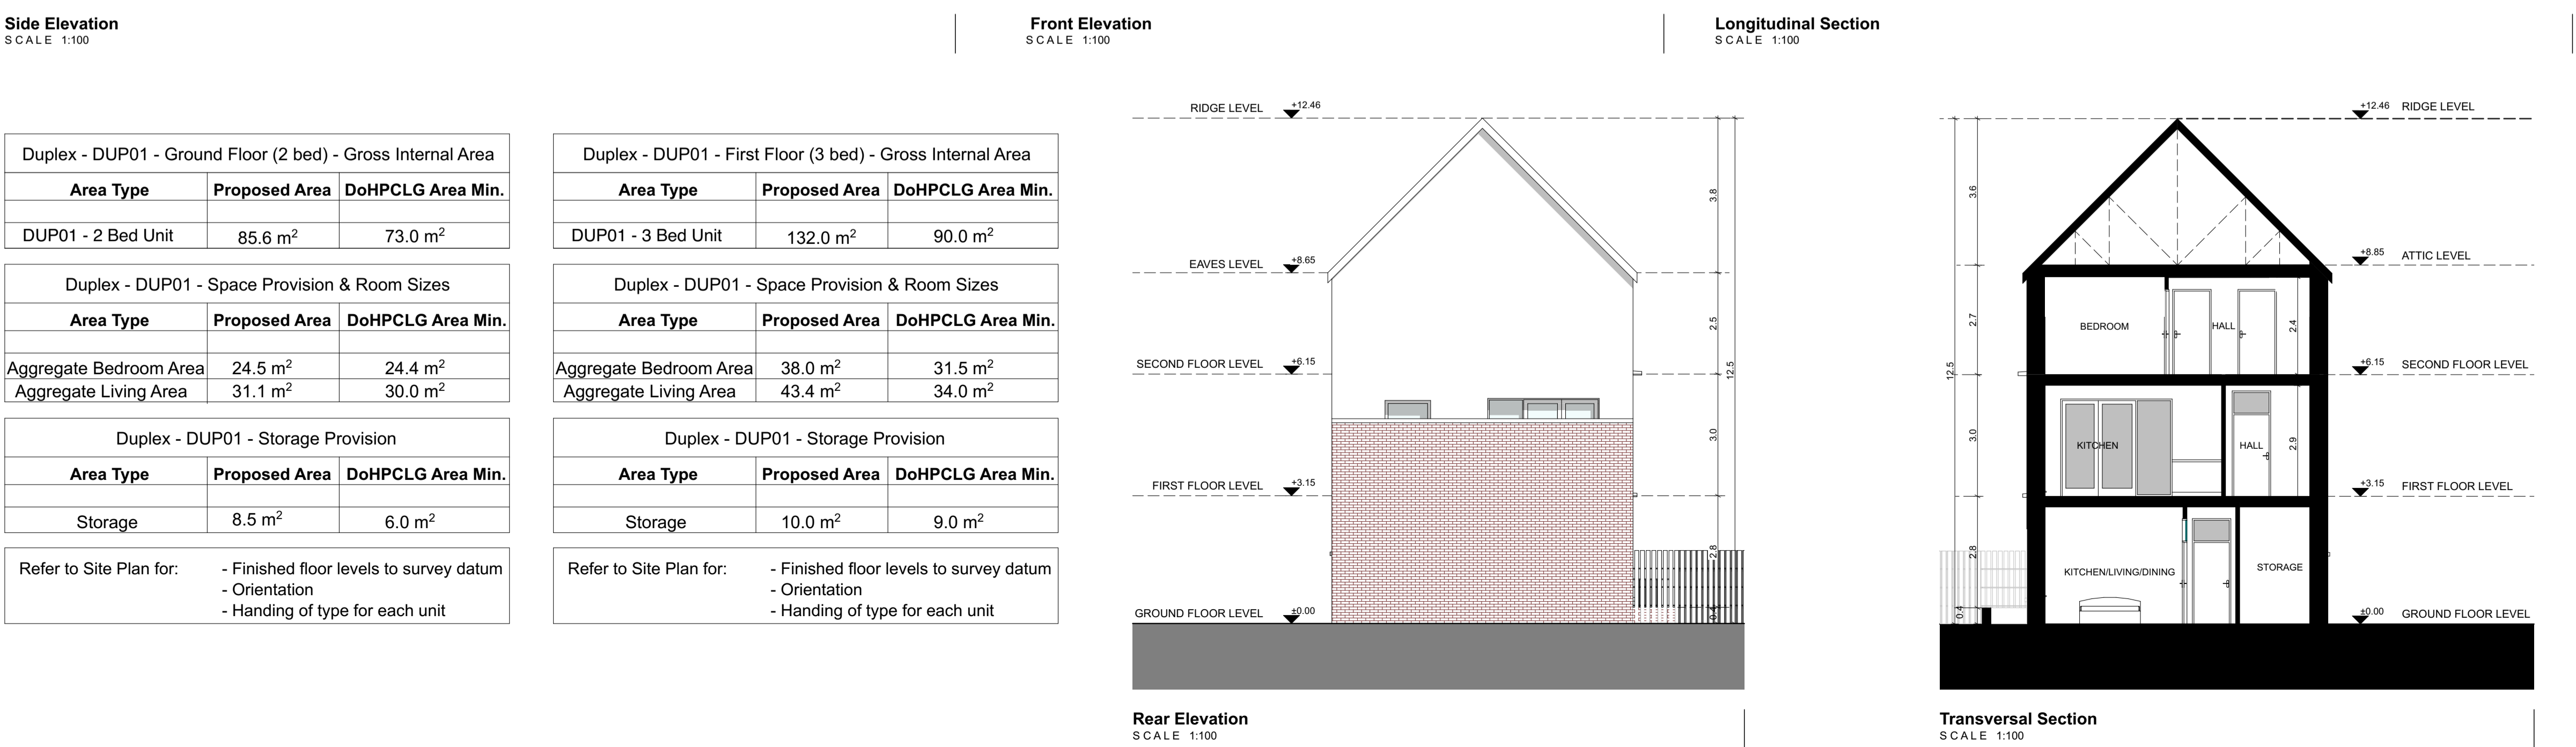 Side Elevation
SCALE 1:100
Front Elevation
SCALE 1:100
Longitudinal Section
SCALE 1:100
Duplex - DUP01 - Ground Floor (2 bed) - Gross Internal Area
Area Type Proposed Area DoHPCLG Area Min.
DUP01 - 2 Bed Unit 85.6 m² 73.0 m²
Duplex - DUP01 - Space Provision & Room Sizes
Area Type Proposed Area DoHPCLG Area Min.
Aggregate Bedroom Area 24.5 m² 24.4 m²
Aggregate Living Area 31.1 m² 30.0 m²
Duplex - DUP01 - Storage Provision
Area Type Proposed Area DoHPCLG Area Min.
Storage 8.5 m² 6.0 m²
Refer to Site Plan for: - Finished floor levels to survey datum
- Orientation
- Handing of type for each unit
Duplex - DUP01 - First Floor (3 bed) - Gross Internal Area
Area Type Proposed Area DoHPCLG Area Min.
DUP01 - 3 Bed Unit 132.0 m² 90.0 m²
Duplex - DUP01 - Space Provision & Room Sizes
Area Type Proposed Area DoHPCLG Area Min.
Aggregate Bedroom Area 38.0 m² 31.5 m²
Aggregate Living Area 43.4 m² 34.0 m²
Duplex - DUP01 - Storage Provision
Area Type Proposed Area DoHPCLG Area Min.
Storage 10.0 m² 9.0 m²
Refer to Site Plan for: - Finished floor levels to survey datum
- Orientation
- Handing of type for each unit
RIDGE LEVEL +12.46
3.8
EAVES LEVEL +8.65
2.5
SECOND FLOOR LEVEL +6.15
12.5
3.0
FIRST FLOOR LEVEL +3.15
2.8
GROUND FLOOR LEVEL ±0.00
0.4
Rear Elevation
SCALE 1:100
+12.46 RIDGE LEVEL
3.6
+8.85 ATTIC LEVEL
2.7
BEDROOM HALL 2.4
12.5
+6.15 SECOND FLOOR LEVEL
3.0
KITCHEN HALL 2.9
+3.15 FIRST FLOOR LEVEL
2.8
KITCHEN/LIVING/DINING STORAGE
0.4
±0.00 GROUND FLOOR LEVEL
Transversal Section
SCALE 1:100